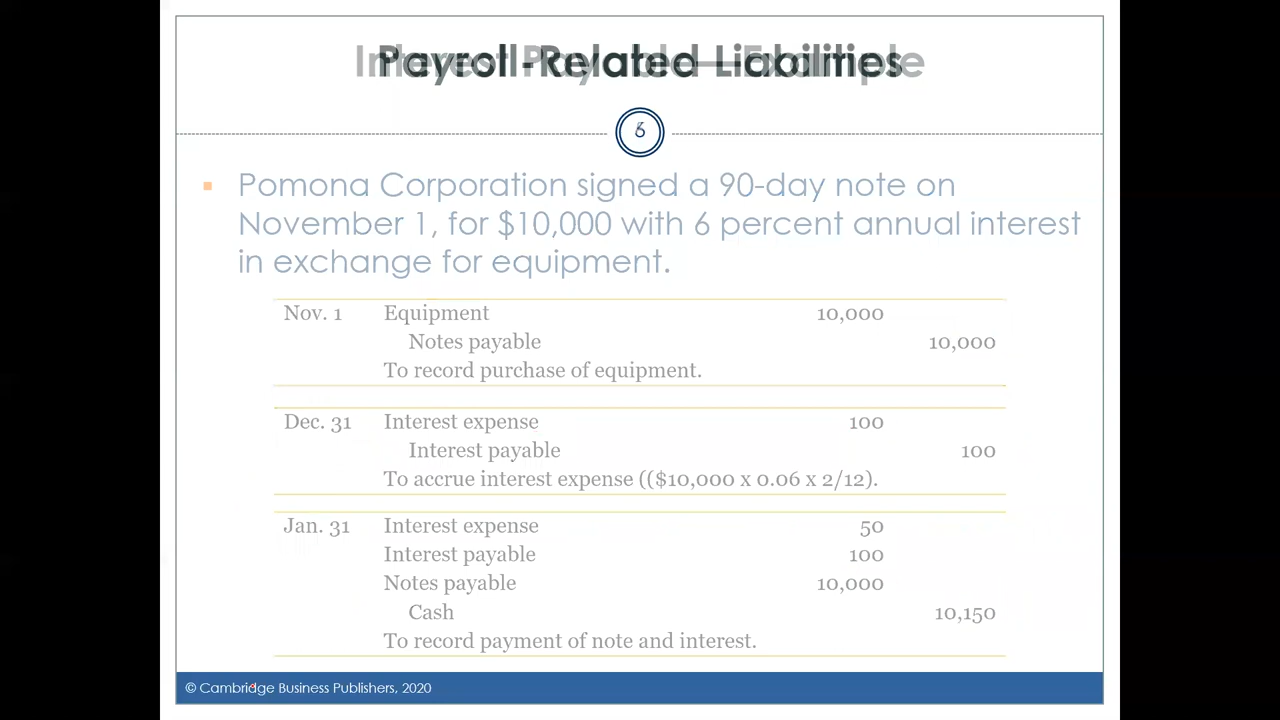 Payroll-Related Liabilities
Interest Payable—Example
Pomona Corporation signed a 90-day note on
November 1, for $10,000 with 6 percent annual interest
in exchange for equipment.
Nov. 1 Equipment 10,000
Notes payable 10,000
To record purchase of equipment.
Dec. 31 Interest expense 100
Interest payable 100
To accrue interest expense (($10,000 x 0.06 x 2/12).
Jan. 31 Interest expense 50
Interest payable 100
Notes payable 10,000
Cash 10,150
To record payment of note and interest.
© Cambridge Business Publishers, 2020